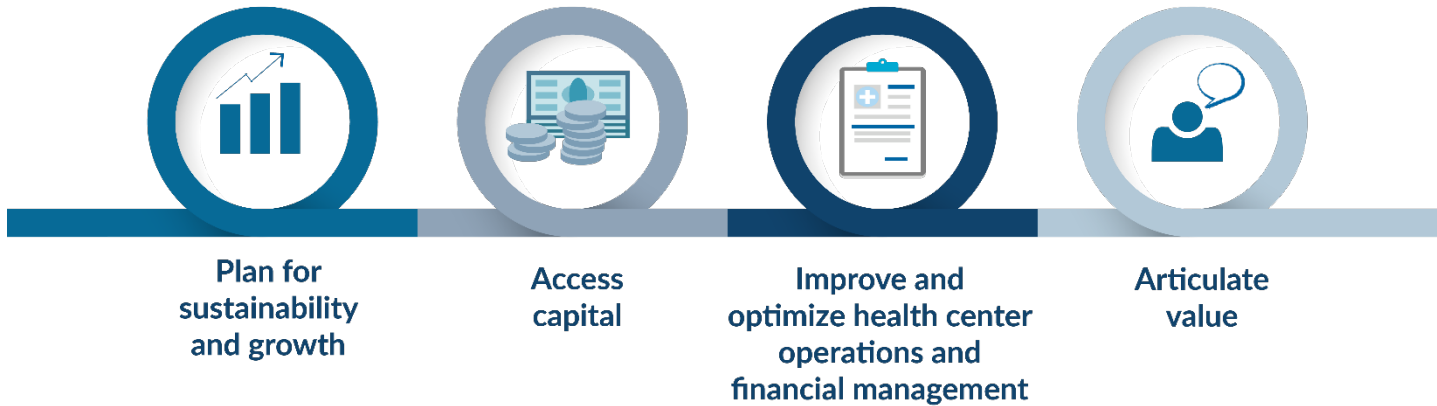 Plan for
sustainability
and growth
Access
capital
Improve and
optimize health center
operations and
financial management
Articulate
value